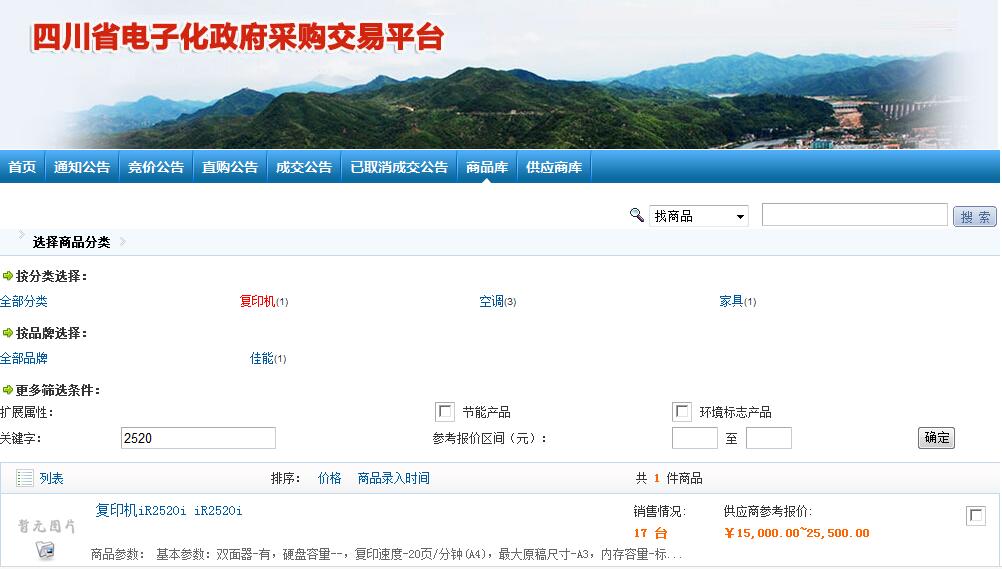 四川省电子化政府采购交易平台
首页 通知公告 竞价公告 直购公告 成交公告 已取消成交公告 商品库 供应商库
找商品 搜 索
选择商品分类
按分类选择：
全部分类 复印机(1) 空调(3) 家具(1)
按品牌选择：
全部品牌 佳能(1)
更多筛选条件：
扩展属性： 节能产品 环境标志产品
关键字： 2520 参考报价区间（元）： 至 确定
列表 排序： 价格 商品录入时间 共 1 件商品
复印机iR2520i iR2520i 销售情况: 供应商参考报价:
暂无图片 17 台 ￥15,000.00~25,500.00
商品参数： 基本参数：双面器-有，硬盘容量--，复印速度-20页/分钟(A4)，最大原稿尺寸-A3，内存容量-标...